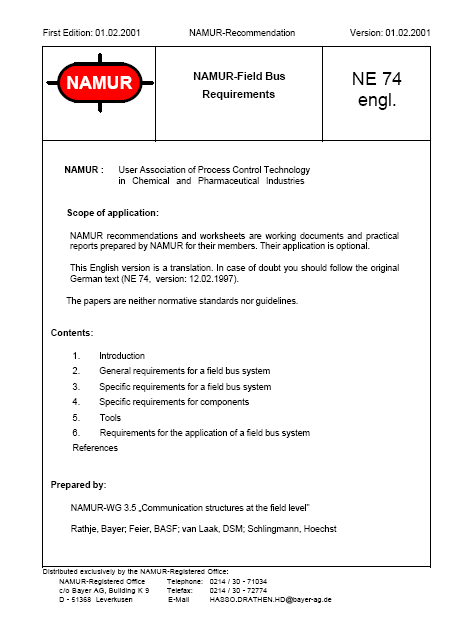 First Edition: 01.02.2001 NAMUR-Recommendation Version: 01.02.2001
NAMUR
NAMUR-Field Bus
Requirements
NE 74
engl.
NAMUR : User Association of Process Control Technology
in Chemical and Pharmaceutical Industries
Scope of application:
NAMUR recommendations and worksheets are working documents and practical
reports prepared by NAMUR for their members. Their application is optional.
This English version is a translation. In case of doubt you should follow the original
German text (NE 74, version: 12.02.1997).
The papers are neither normative standards nor guidelines.
Contents:
1. Introduction
2. General requirements for a field bus system
3. Specific requirements for a field bus system
4. Specific requirements for components
5. Tools
6. Requirements for the application of a field bus system
References
Prepared by:
NAMUR-WG 3.5 „Communication structures at the field level"
Rathje, Bayer; Feier, BASF; van Laak, DSM; Schlingmann, Hoechst
Distributed exclusively by the NAMUR-Registered Office:
NAMUR-Registered Office Telephone: 0214 / 30 - 71034
c/o Bayer AG, Building K 9 Telefax: 0214 / 30 - 72774
D - 51368 Leverkusen E-Mail HASSO.DRATHEN.HD@bayer-ag.de